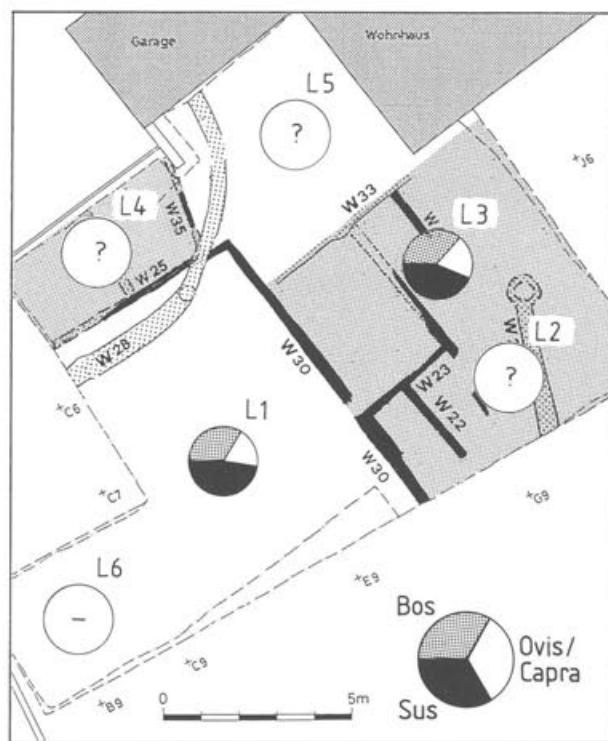 Garage
Wohnhaus
L5
?
J6
W33
W35
L4
?
W
L3
W25
W28
W30
L2
?
W23
W22
C6
L1
W30
C7
G9
L6
–
E9
Bos
Ovis/
Capra
Sus
C9
B9
0
5m